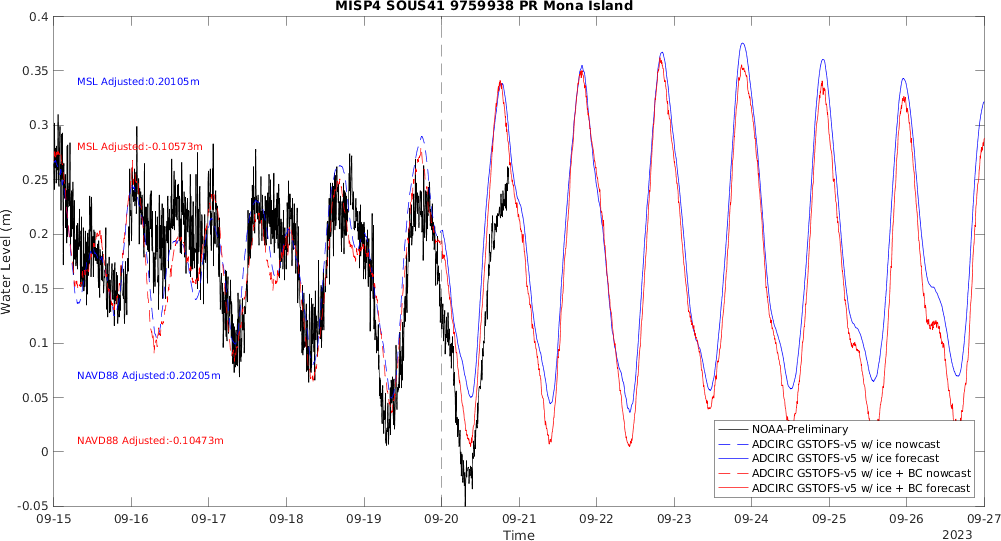 MISP4 SOUS41 9759938 PR Mona Island
0.4
0.35
0.3
0.25
0.2
0.15
0.1
0.05
0
-0.05
Water Level (m)
MSL Adjusted:0.20105m
MSL Adjusted:-0.10573m
NAVD88 Adjusted:0.20205m
NAVD88 Adjusted:-0.10473m
NOAA-Preliminary
ADCIRC GSTOFS-v5 w/ ice nowcast
ADCIRC GSTOFS-v5 w/ ice forecast
ADCIRC GSTOFS-v5 w/ ice + BC nowcast
ADCIRC GSTOFS-v5 w/ ice + BC forecast
09-15 09-16 09-17 09-18 09-19 09-20 09-21 09-22 09-23 09-24 09-25 09-26 09-27
Time
2023